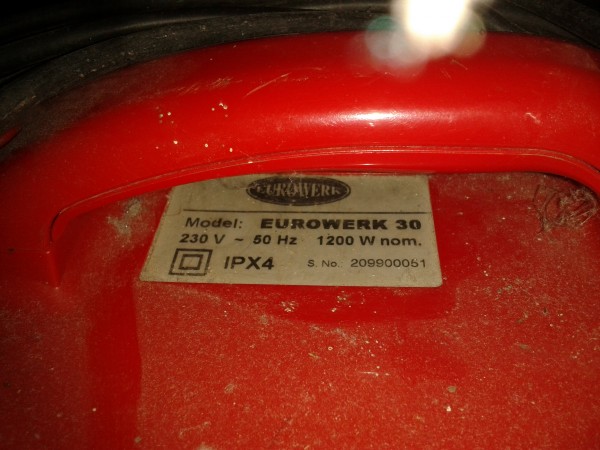 EUROWERK
Model: EUROWERK 30
230 V ~ 50 Hz 1200 W nom.
IPX4 S. No. 209900051